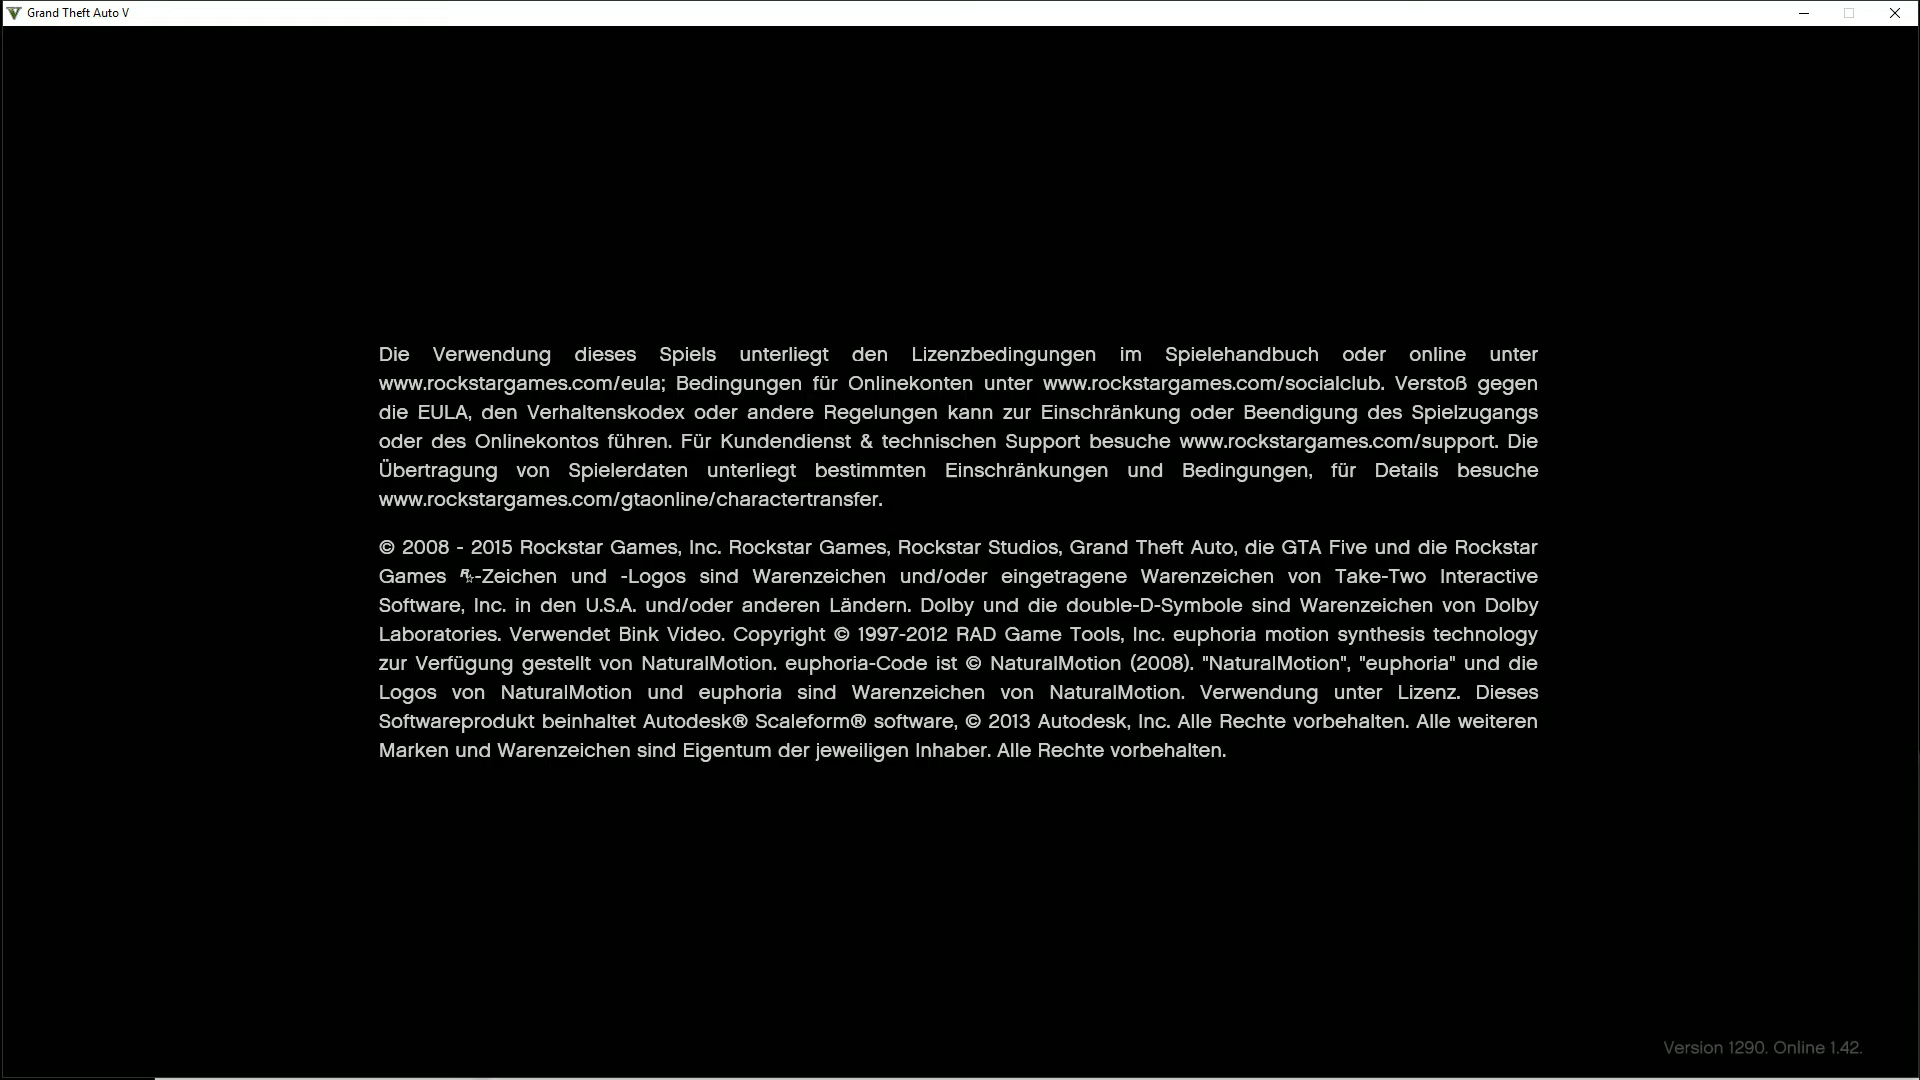 Grand Theft Auto V
Die Verwendung dieses Spiels unterliegt den Lizenzbedingungen im Spielehandbuch oder online unter
www.rockstargames.com/eula; Bedingungen für Onlinekonten unter www.rockstargames.com/socialclub. Verstoß gegen
die EULA, den Verhaltenskodex oder andere Regelungen kann zur Einschränkung oder Beendigung des Spielzugangs
oder des Onlinekontos führen. Für Kundendienst & technischen Support besuche www.rockstargames.com/support. Die
Übertragung von Spielerdaten unterliegt bestimmten Einschränkungen und Bedingungen, für Details besuche
www.rockstargames.com/gtaonline/charactertransfer.
© 2008 - 2015 Rockstar Games, Inc. Rockstar Games, Rockstar Studios, Grand Theft Auto, die GTA Five und die Rockstar
Games R☆-Zeichen und -Logos sind Warenzeichen und/oder eingetragene Warenzeichen von Take-Two Interactive
Software, Inc. in den U.S.A. und/oder anderen Ländern. Dolby und die double-D-Symbole sind Warenzeichen von Dolby
Laboratories. Verwendet Bink Video. Copyright © 1997-2012 RAD Game Tools, Inc. euphoria motion synthesis technology
zur Verfügung gestellt von NaturalMotion. euphoria-Code ist © NaturalMotion (2008). "NaturalMotion", "euphoria" und die
Logos von NaturalMotion und euphoria sind Warenzeichen von NaturalMotion. Verwendung unter Lizenz. Dieses
Softwareprodukt beinhaltet Autodesk® Scaleform® software, © 2013 Autodesk, Inc. Alle Rechte vorbehalten. Alle weiteren
Marken und Warenzeichen sind Eigentum der jeweiligen Inhaber. Alle Rechte vorbehalten.
Version 1290. Online 1.42.